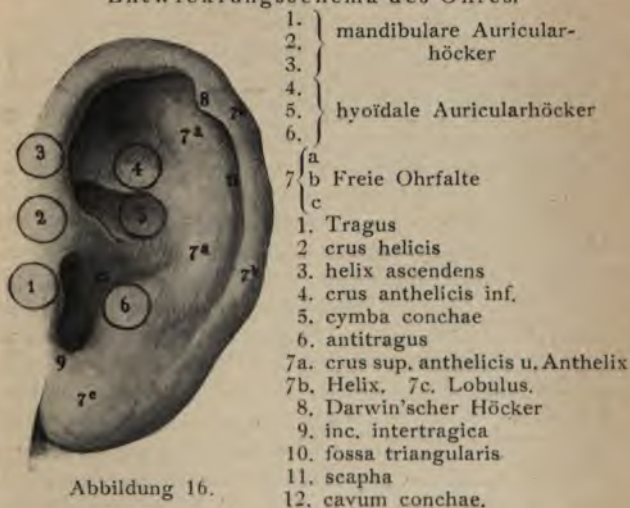 Entwicklungsschema des Ohres.
1.
2.
3.
mandibulare Auricular-
höcker
4.
5.
6.
hyoïdale Auricularhöcker
7
a
b Freie Ohrfalte
c
1. Tragus
2 crus helicis
3. helix ascendens
4. crus anthelicis inf.
5. cymba conchae
6. antitragus
7a. crus sup. anthelicis u. Anthelix
7b. Helix. 7c. Lobulus.
8. Darwin'scher Höcker
9. inc. intertragica
10. fossa triangularis
11. scapha
12. cavum conchae.
8
7ᵃ
3
4
11
2
5
7ᵃ
7ᵇ
1
6
9
7ᶜ
Abbildung 16.